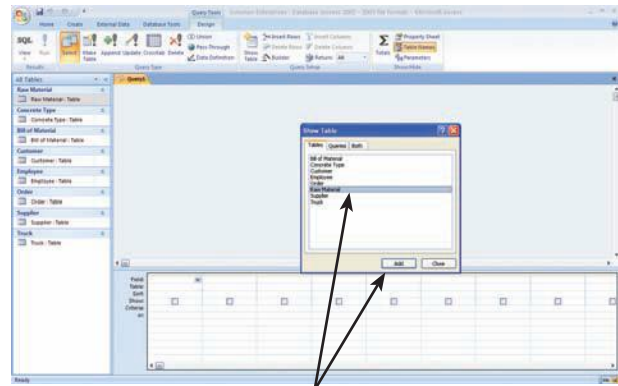 Query Tools
Home Create External Data Database Tools Design
SQL View Run Select Make Table Append Update Crosstab Delete Union Pass-Through Data Definition Show Table Insert Rows Delete Rows Builder Insert Columns Delete Columns Return: All Totals Property Sheet Table Names Parameters
Results Query Type Query Setup Show/Hide
All Tables
Query1
Raw Material
Raw Material : Table
Concrete Type
Concrete Type : Table
Bill of Material
Bill of Material : Table
Customer
Customer : Table
Employee
Employee : Table
Order
Order : Table
Supplier
Supplier : Table
Truck
Truck : Table
Show Table
Tables Queries Both
Bill of Material
Concrete Type
Customer
Employee
Order
Raw Material
Supplier
Truck
Add Close
Field:
Table:
Sort:
Show:
Criteria:
or:
Ready